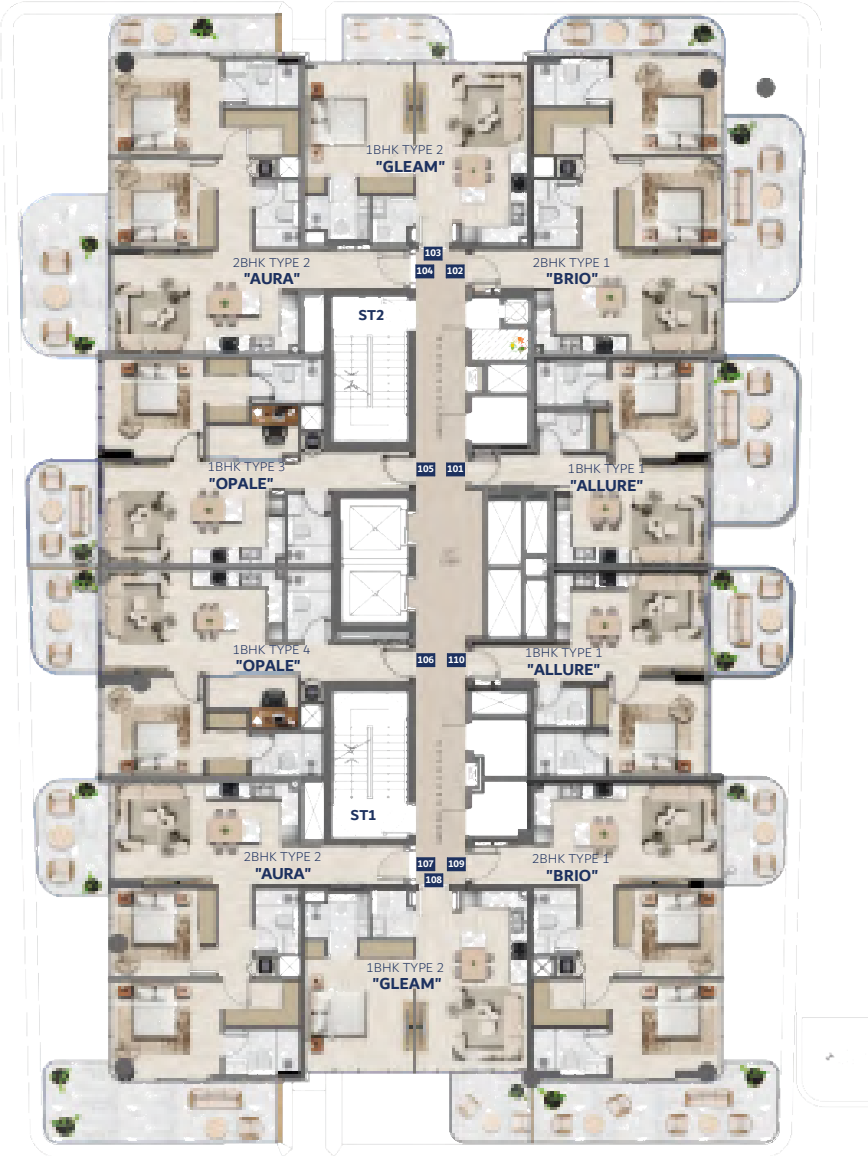 1BHK TYPE 2
"GLEAM"
103
104
102
2BHK TYPE 2
"AURA"
2BHK TYPE 1
"BRIO"
ST2
1BHK TYPE 3
"OPALE"
105
101
1BHK TYPE 1
"ALLURE"
1BHK TYPE 4
"OPALE"
106
110
1BHK TYPE 1
"ALLURE"
ST1
2BHK TYPE 2
"AURA"
107
109
108
2BHK TYPE 1
"BRIO"
1BHK TYPE 2
"GLEAM"